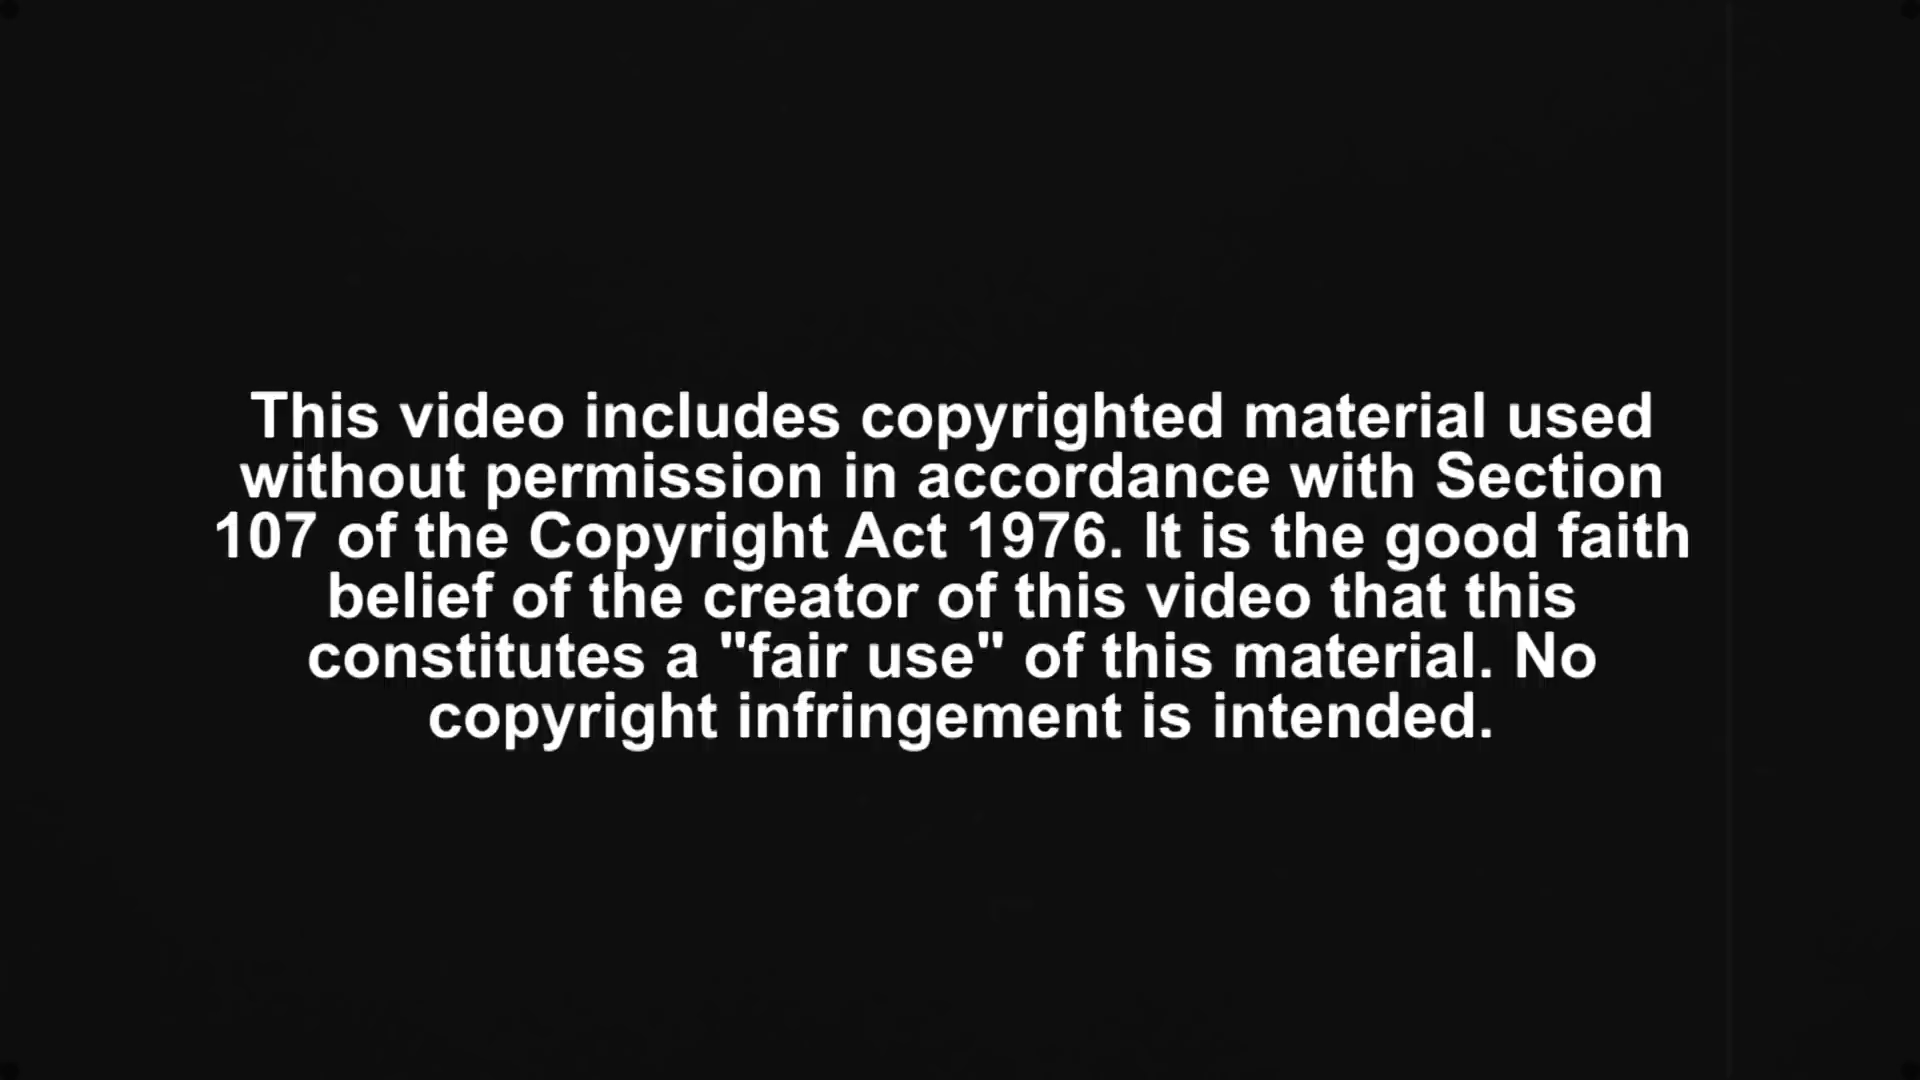 This video includes copyrighted material used
without permission in accordance with Section
107 of the Copyright Act 1976. It is the good faith
belief of the creator of this video that this
constitutes a "fair use" of this material. No
copyright infringement is intended.